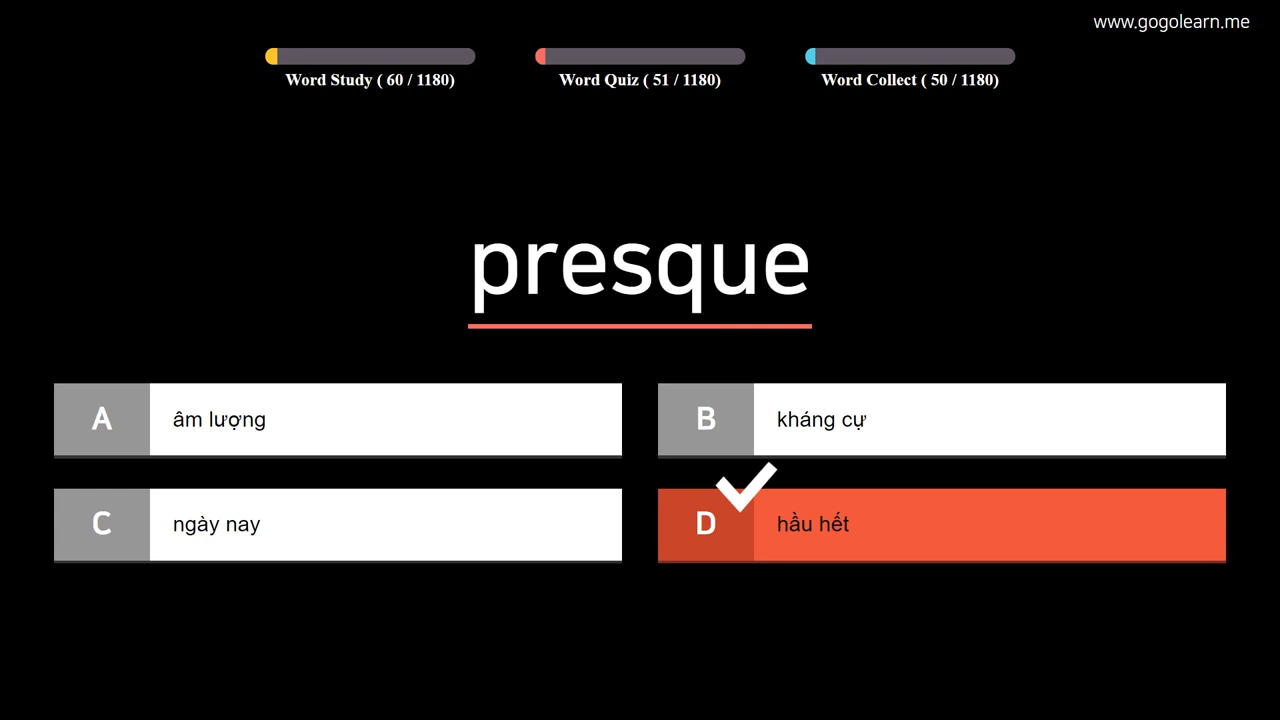 www.gogolearn.me
Word Study ( 60 / 1180)
Word Quiz ( 51 / 1180)
Word Collect ( 50 / 1180)
presque
A
âm lượng
B
kháng cự
C
ngày nay
D
hầu hết